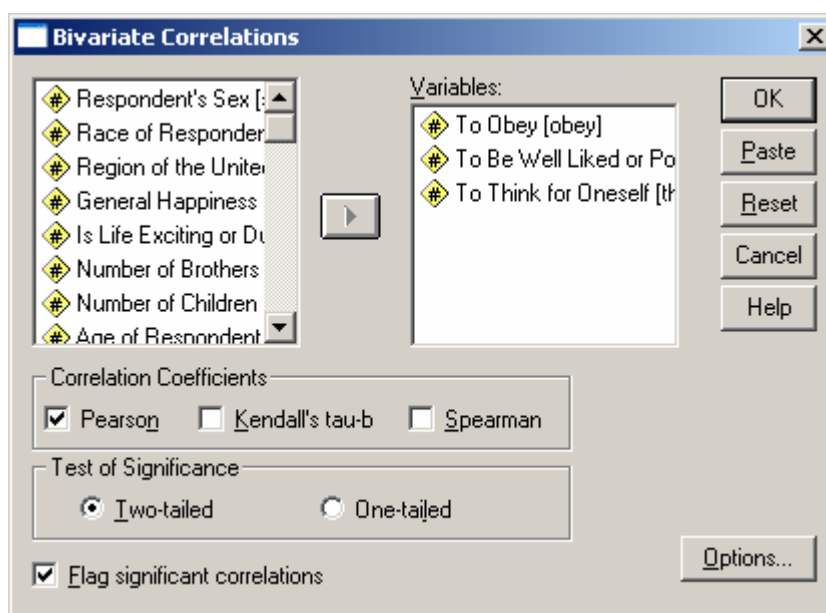 Bivariate Correlations
Respondent's Sex [
Race of Responder
Region of the Unite
General Happiness
Is Life Exciting or Du
Number of Brothers
Number of Children
Age of Respondent
Variables:
To Obey [obey]
To Be Well Liked or Po
To Think for Oneself [th
OK
Paste
Reset
Cancel
Help
Correlation Coefficients
Pearson Kendall's tau-b Spearman
Test of Significance
Two-tailed One-tailed
Flag significant correlations
Options...